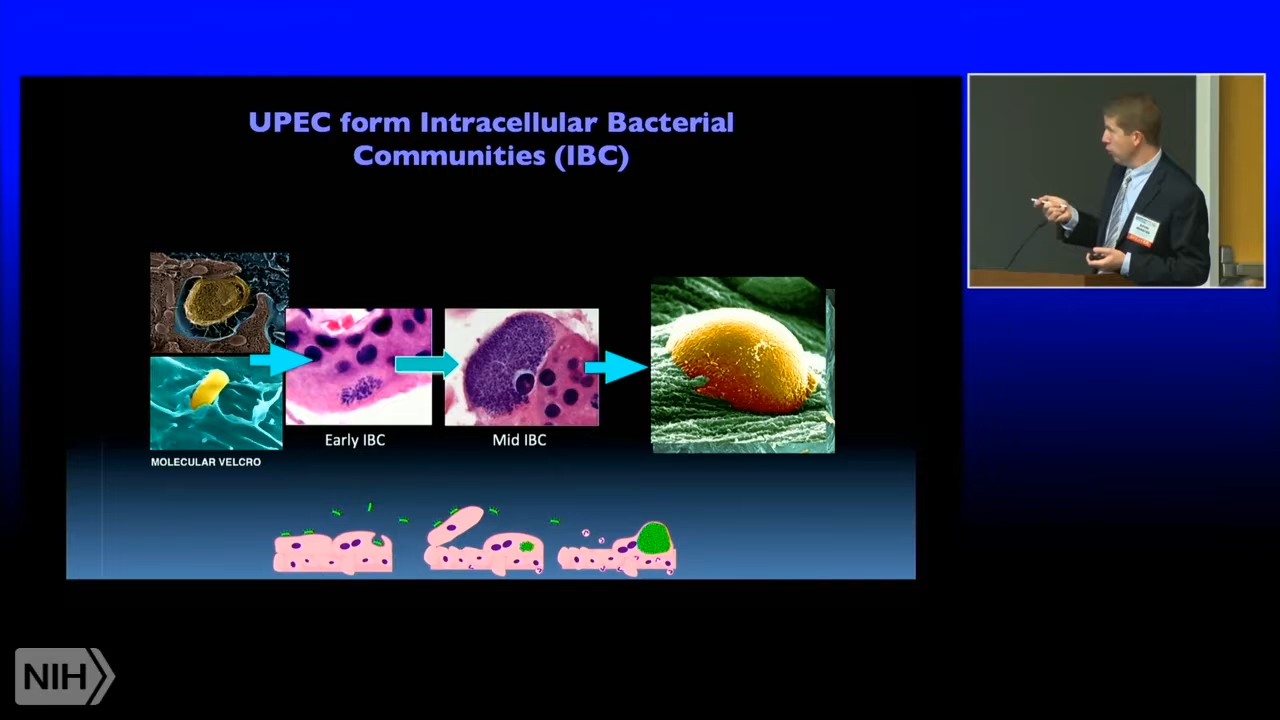 UPEC form Intracellular Bacterial
Communities (IBC)
Early IBC
Mid IBC
MOLECULAR VELCRO
NIH